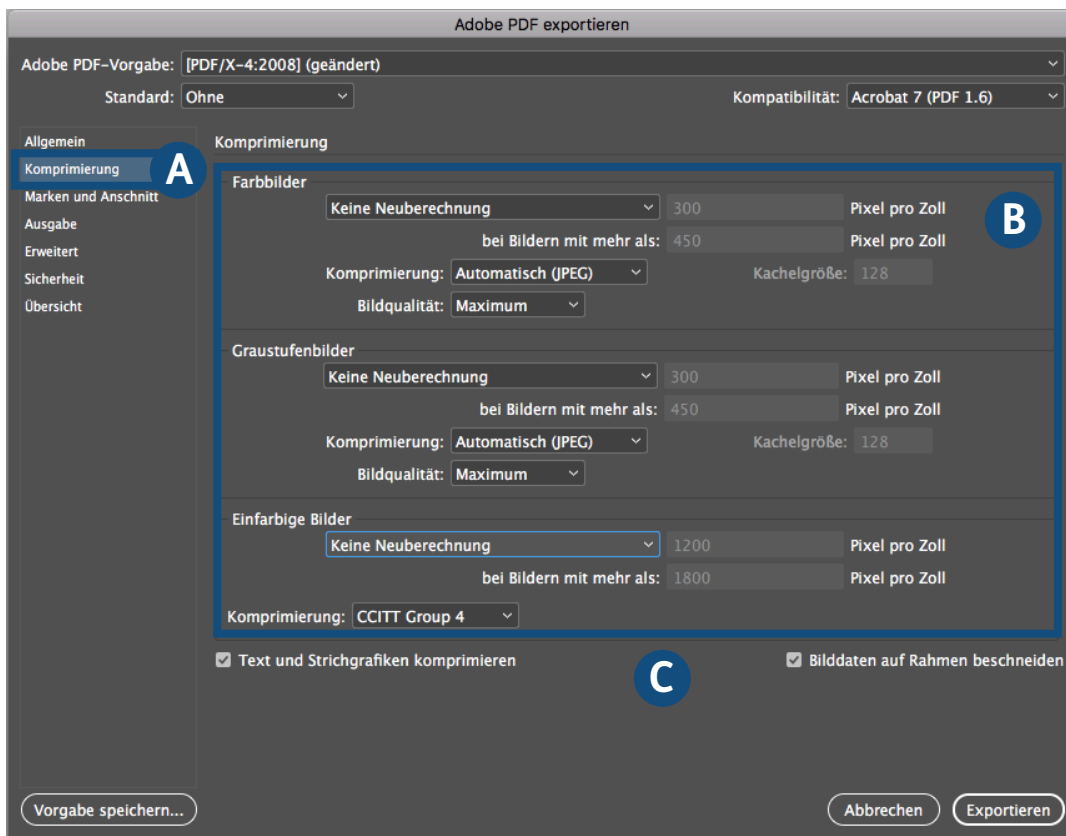 Adobe PDF exportieren
Adobe PDF-Vorgabe: [PDF/X-4:2008] (geändert)
Standard: Ohne Kompatibilität: Acrobat 7 (PDF 1.6)
Allgemein
Komprimierung
A
Marken und Anschnitt
Ausgabe
Erweitert
Sicherheit
Übersicht
Komprimierung
B
Farbbilder
Keine Neuberechnung 300 Pixel pro Zoll
bei Bildern mit mehr als: 450 Pixel pro Zoll
Komprimierung: Automatisch (JPEG) Kachelgröße: 128
Bildqualität: Maximum
Graustufenbilder
Keine Neuberechnung 300 Pixel pro Zoll
bei Bildern mit mehr als: 450 Pixel pro Zoll
Komprimierung: Automatisch (JPEG) Kachelgröße: 128
Bildqualität: Maximum
Einfarbige Bilder
Keine Neuberechnung 1200 Pixel pro Zoll
bei Bildern mit mehr als: 1800 Pixel pro Zoll
Komprimierung: CCITT Group 4
Text und Strichgrafiken komprimieren Bilddaten auf Rahmen beschneiden
C
Vorgabe speichern... Abbrechen Exportieren